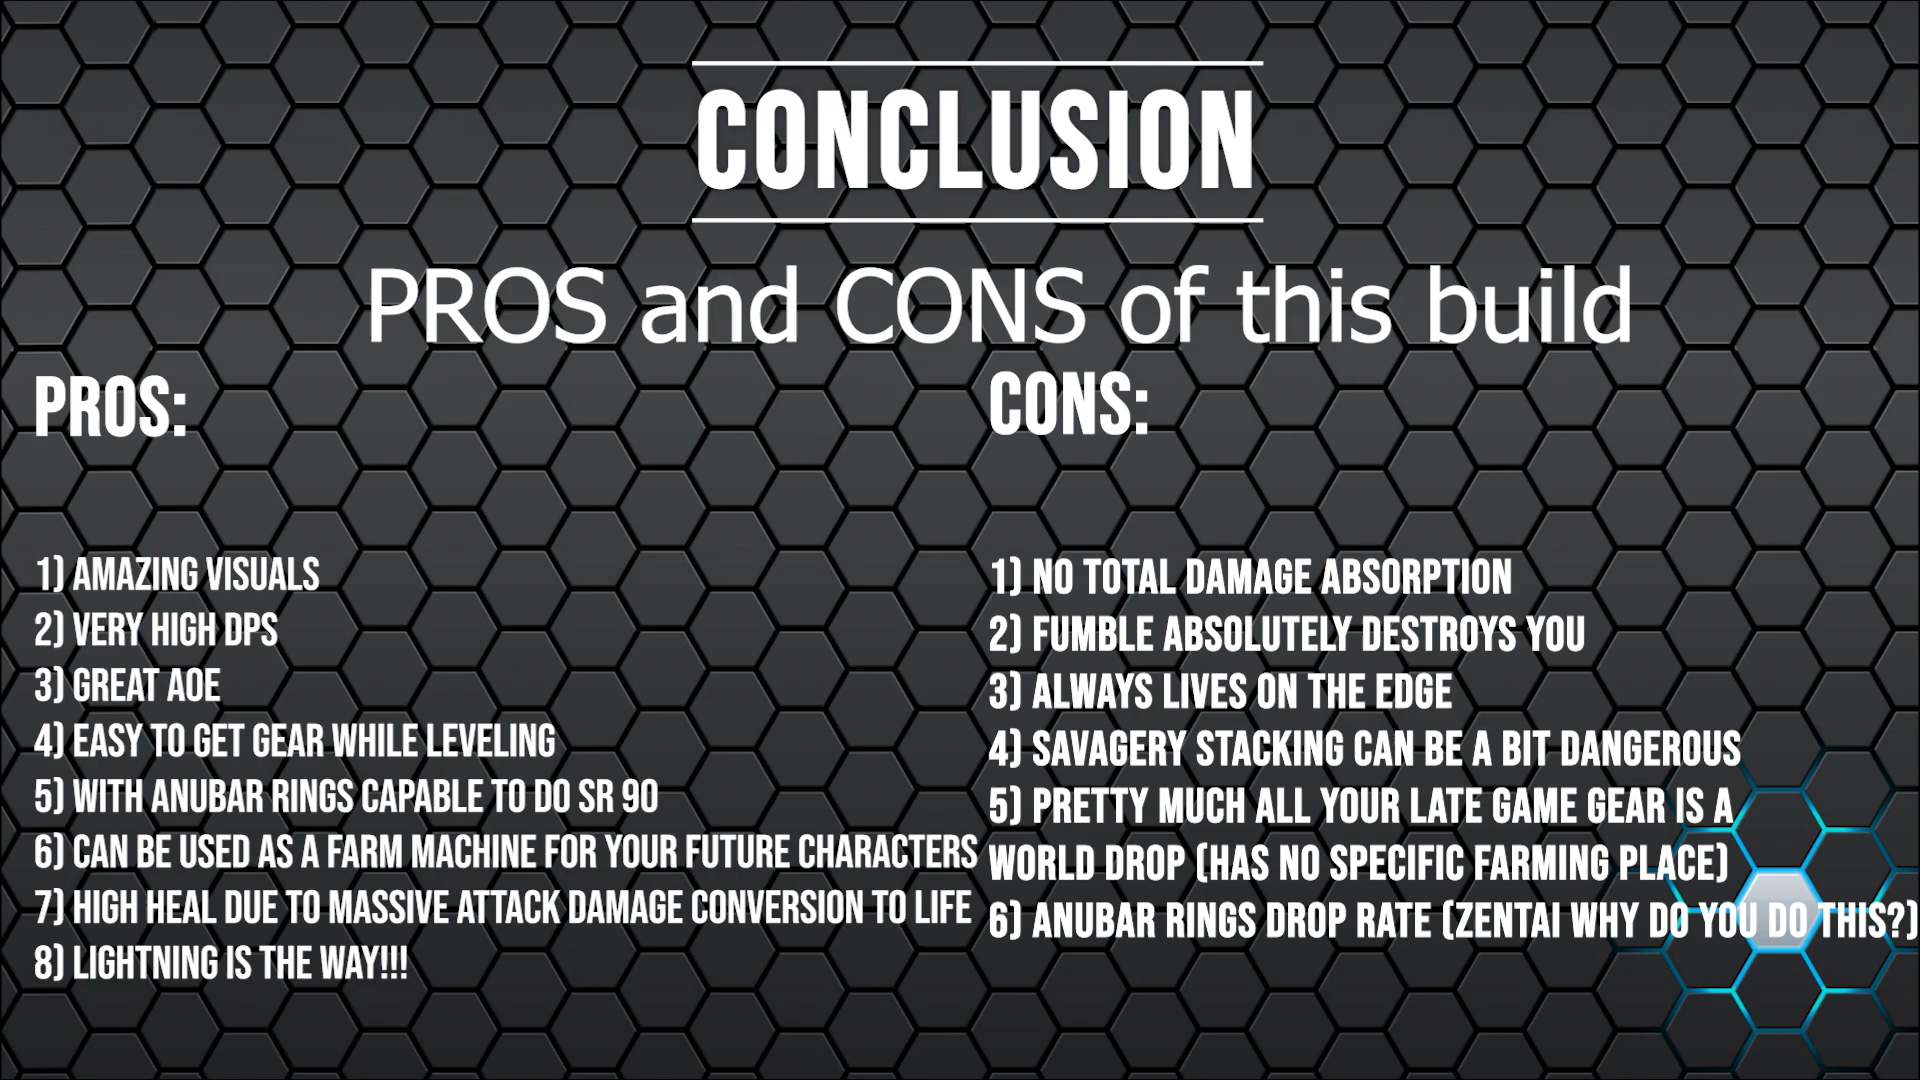 CONCLUSION
PROS and CONS of this build
PROS:
1) AMAZING VISUALS
2) VERY HIGH DPS
3) GREAT AOE
4) EASY TO GET GEAR WHILE LEVELING
5) WITH ANUBAR RINGS CAPABLE TO DO SR 90
6) CAN BE USED AS A FARM MACHINE FOR YOUR FUTURE CHARACTERS
7) HIGH HEAL DUE TO MASSIVE ATTACK DAMAGE CONVERSION TO LIFE
8) LIGHTNING IS THE WAY!!!
CONS:
1) NO TOTAL DAMAGE ABSORPTION
2) FUMBLE ABSOLUTELY DESTROYS YOU
3) ALWAYS LIVES ON THE EDGE
4) SAVAGERY STACKING CAN BE A BIT DANGEROUS
5) PRETTY MUCH ALL YOUR LATE GAME GEAR IS A
WORLD DROP (HAS NO SPECIFIC FARMING PLACE)
6) ANUBAR RINGS DROP RATE (ZENTAI WHY DO YOU DO THIS?)